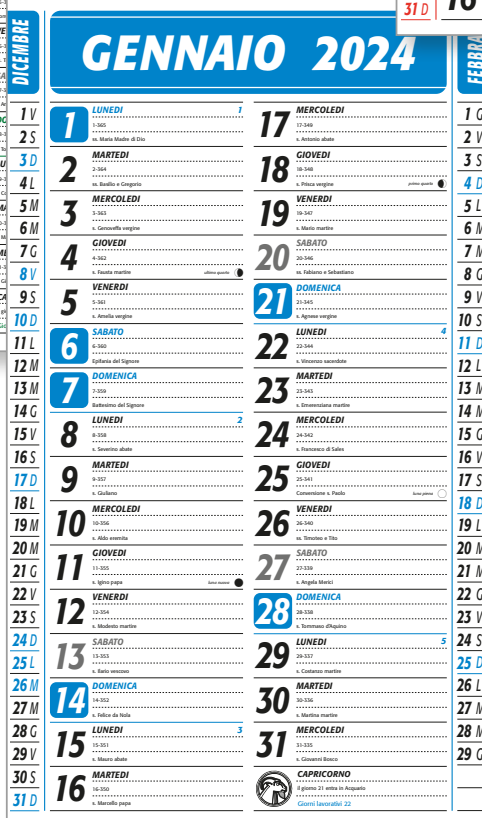 31 D
16
DICEMBRE
GENNAIO 2024
1 V
2 S
3 D
4 L
5 M
6 M
7 G
8 V
9 S
10 D
11 L
12 M
13 M
14 G
15 V
16 S
17 D
18 L
19 M
20 M
21 G
22 V
23 S
24 D
25 L
26 M
27 M
28 G
29 V
30 S
31 D
1 LUNEDI 1
1-365
ss. Maria Madre di Dio
2 MARTEDI
2-364
ss. Basilio e Gregorio
3 MERCOLEDI
3-363
s. Genoveffa vergine
4 GIOVEDI
4-362
s. Fausta martire ultimo quarto
5 VENERDI
5-361
s. Amelia vergine
6 SABATO
6-360
Epifania del Signore
7 DOMENICA
7-359
Battesimo del Signore
8 LUNEDI 2
8-358
s. Severino abate
9 MARTEDI
9-357
s. Giuliano
10 MERCOLEDI
10-356
s. Aldo eremita
11 GIOVEDI
11-355
s. Igino papa luna nuova
12 VENERDI
12-354
s. Modesto martire
13 SABATO
13-353
s. Ilario vescovo
14 DOMENICA
14-352
s. Felice da Nola
15 LUNEDI 3
15-351
s. Mauro abate
16 MARTEDI
16-350
s. Marcello papa
17 MERCOLEDI
17-349
s. Antonio abate
18 GIOVEDI
18-348
s. Prisca vergine primo quarto
19 VENERDI
19-347
s. Mario martire
20 SABATO
20-346
ss. Fabiano e Sebastiano
21 DOMENICA
21-345
s. Agnese vergine
22 LUNEDI 4
22-344
s. Vincenzo sacerdote
23 MARTEDI
23-343
s. Emerenziana martire
24 MERCOLEDI
24-342
s. Francesco di Sales
25 GIOVEDI
25-341
Conversione s. Paolo luna piena
26 VENERDI
26-340
ss. Timoteo e Tito
27 SABATO
27-339
s. Angela Merici
28 DOMENICA
28-338
s. Tommaso d'Aquino
29 LUNEDI 5
29-337
s. Costanzo martire
30 MARTEDI
30-336
s. Martina martire
31 MERCOLEDI
31-335
s. Giovanni Bosco
CAPRICORNO
il giorno 21 entra in Acquario
Giorni lavorativi 22
FEBBRA
1 G
2 V
3 S
4 D
5 L
6 M
7 M
8 G
9 V
10 S
11 D
12 L
13 M
14 M
15 G
16 V
17 S
18 D
19 L
20 M
21 M
22 G
23 V
24 S
25 D
26 L
27 M
28 M
29 G